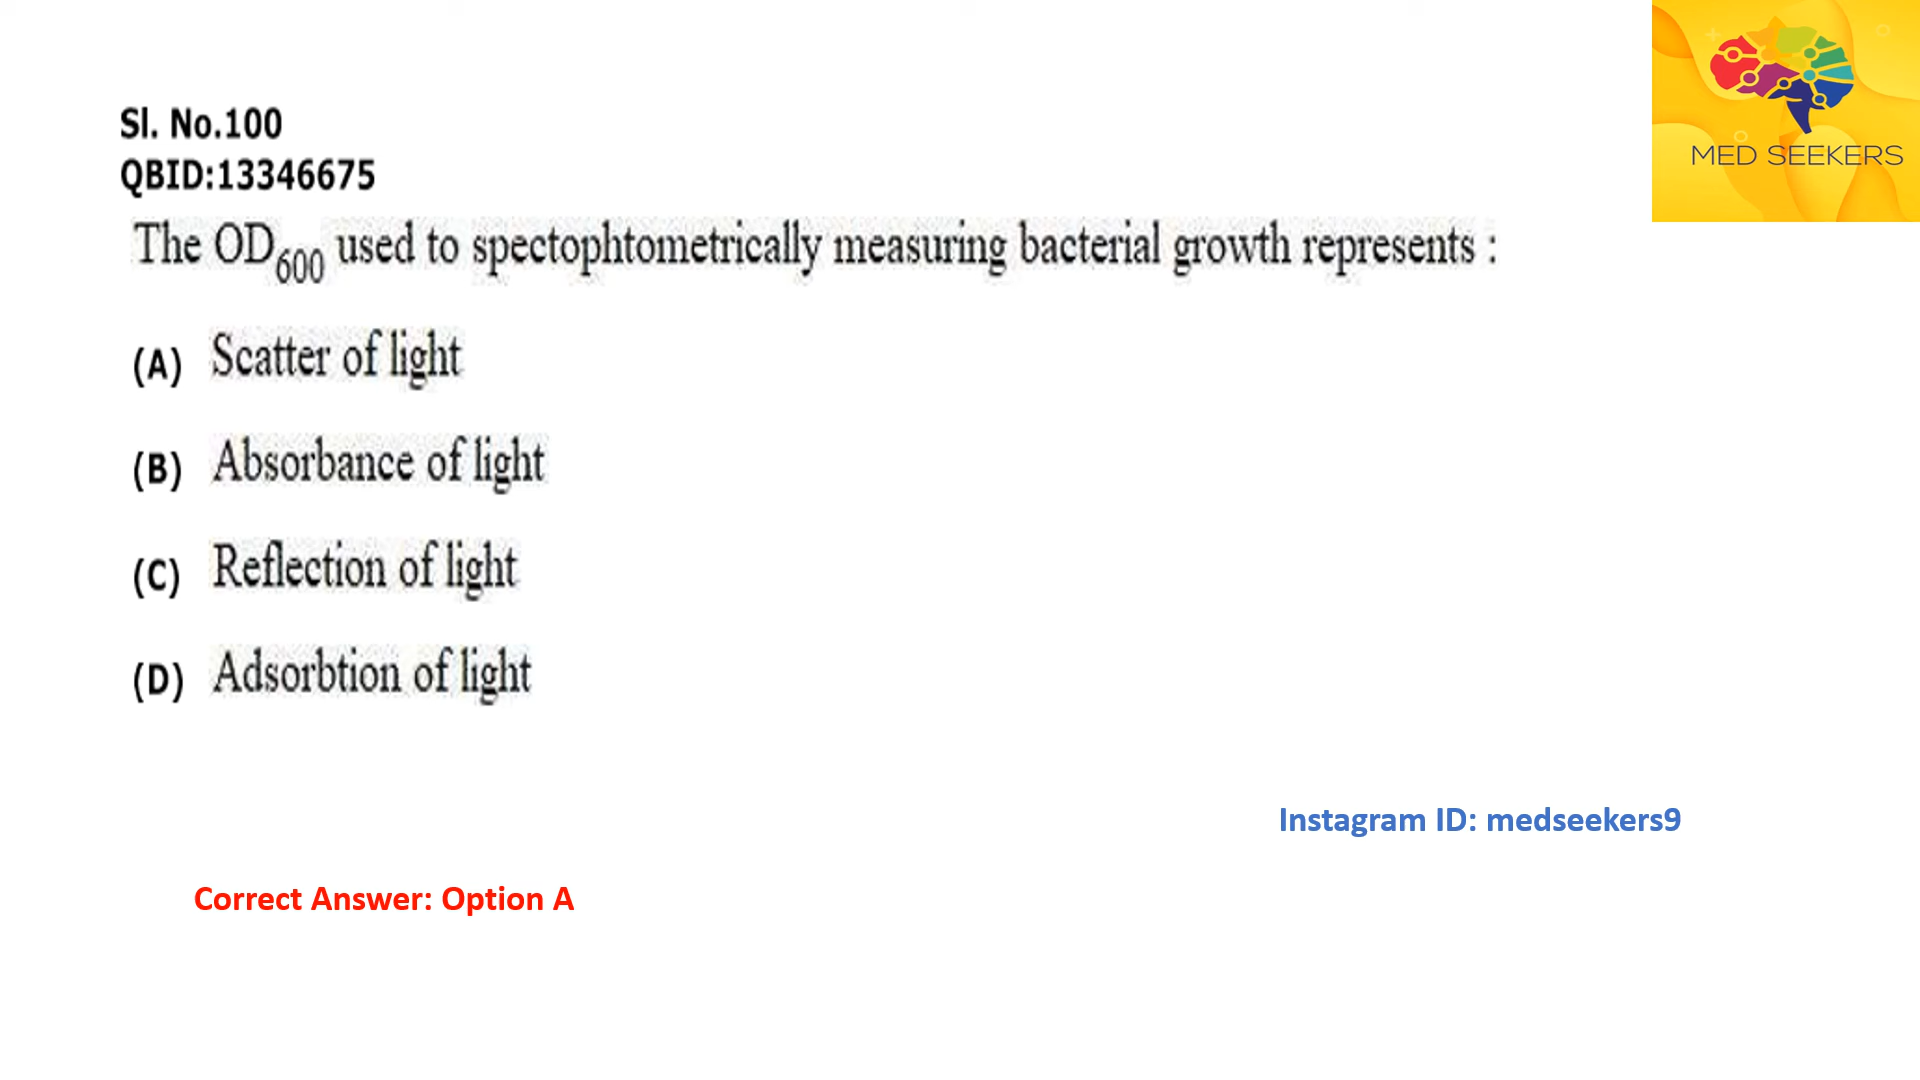 MED SEEKERS
Sl. No.100
QBID:13346675
The OD600 used to spectophtometrically measuring bacterial growth represents :
(A) Scatter of light
(B) Absorbance of light
(C) Reflection of light
(D) Adsorbtion of light
Instagram ID: medseekers9
Correct Answer: Option A